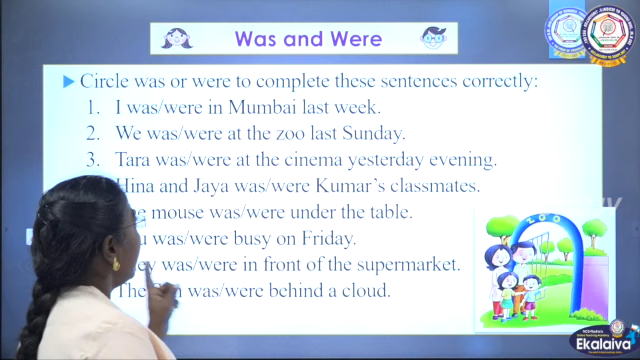 Was and Were
Circle was or were to complete these sentences correctly:
1. I was/were in Mumbai last week.
2. We was/were at the zoo last Sunday.
3. Tara was/were at the cinema yesterday evening.
Hina and Jaya was/were Kumar's classmates.
mouse was/were under the table.
was/were busy on Friday.
was/were in front of the supermarket.
The was/were behind a cloud.
ZOO
Ekalaiva